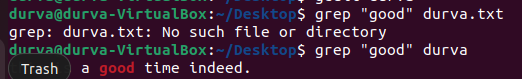 durva@durva-VirtualBox:~/Desktop$ grep "good" durva.txt
grep: durva.txt: No such file or directory
durva@durva-VirtualBox:~/Desktop$ grep "good" durva
Trash a good time indeed.